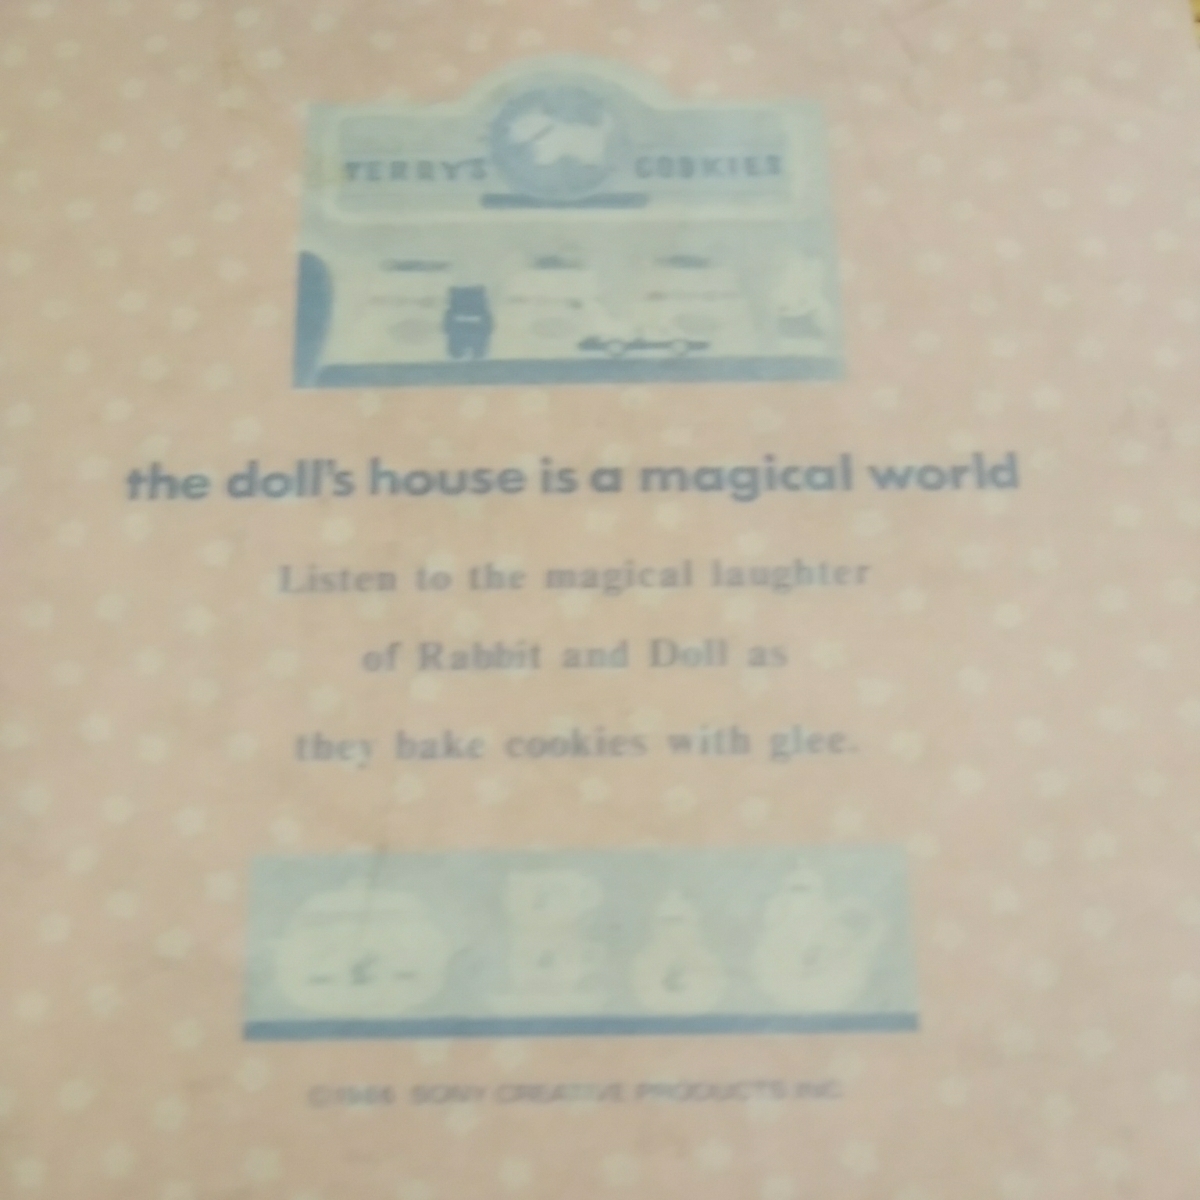 TERRY'S COOKIES
the doll's house is a magical world
Listen to the magical laughter
of Rabbit and Doll as
they bake cookies with glee.
©1986 SONY CREATIVE PRODUCTS INC.